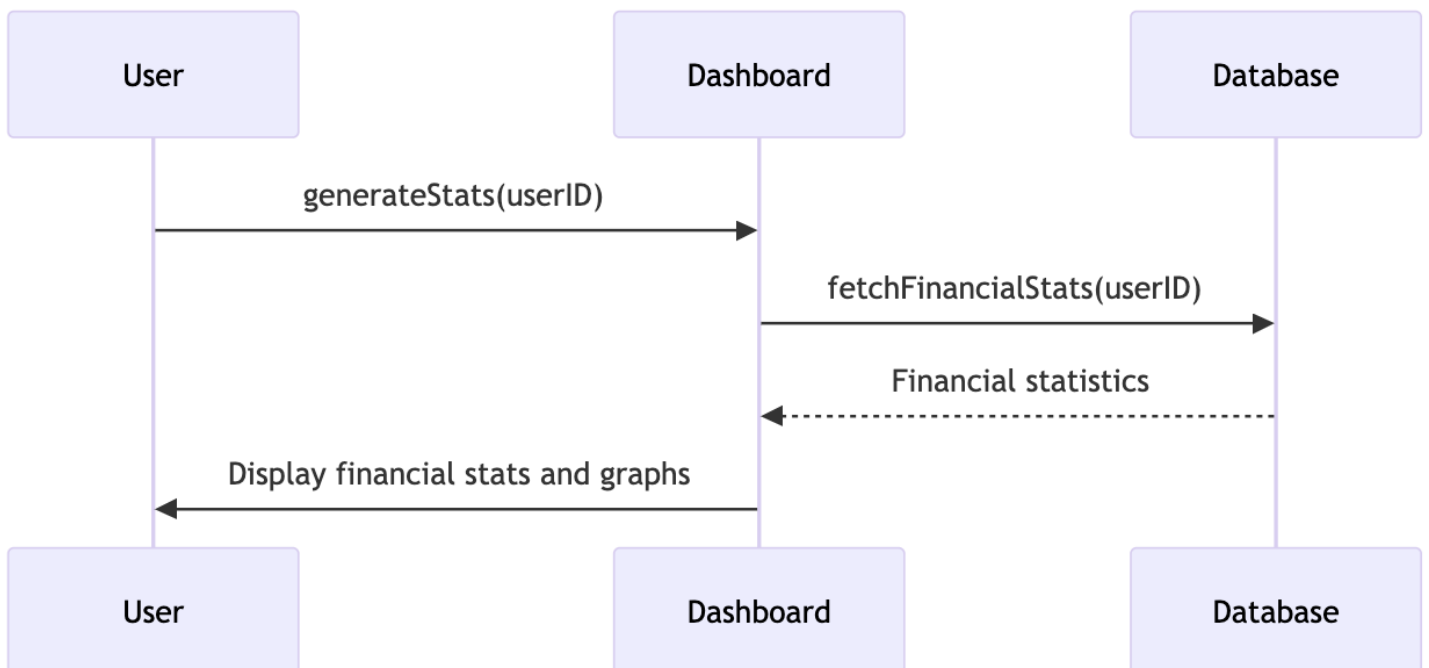 User
Dashboard
Database
generateStats(userID)
fetchFinancialStats(userID)
Financial statistics
Display financial stats and graphs
User
Dashboard
Database